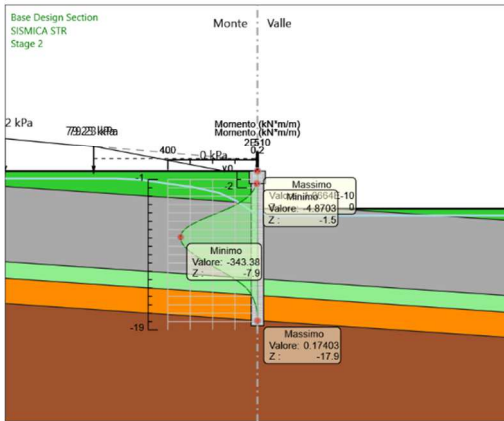 Base Design Section
SISMICA STR
Stage 2
Monte
Valle
2 kPa
Momento (kN*m/m)
Momento (kN*m/m)
400
0 kPa
-1
-2
Massimo
Minimo
Valore: -4.8703
Z : -1.5
Minimo
Valore: -343.38
Z : -7.9
-19
Massimo
Valore: 0.17403
Z : -17.9